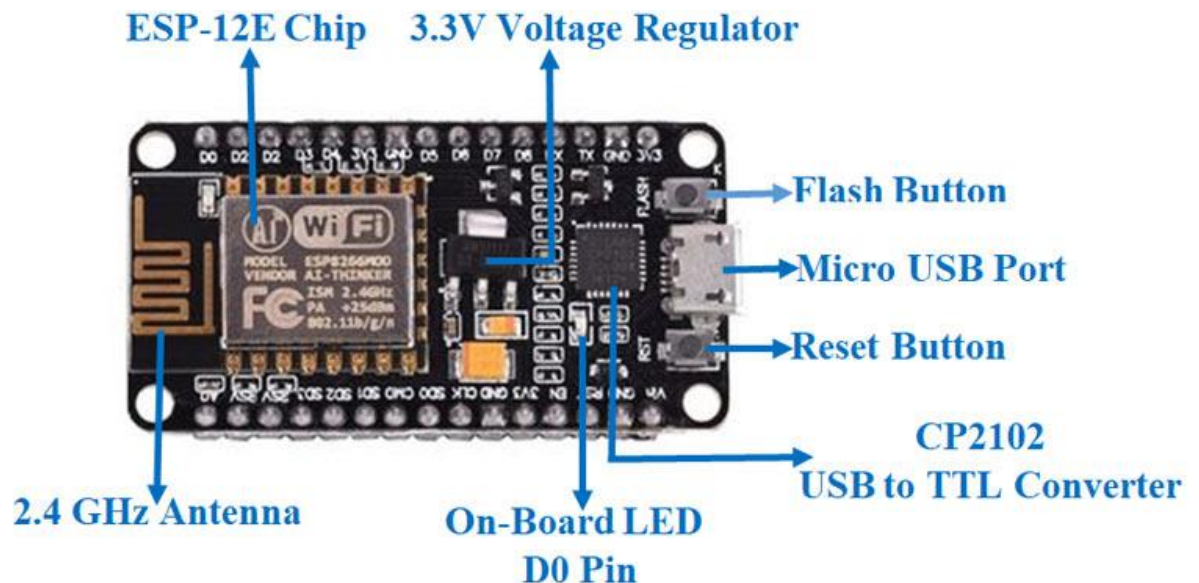 ESP-12E Chip
3.3V Voltage Regulator
D0 D2 D2 D3 D4 3V3 GND D5 D6 D7 D8 RX TX GND 3V3
K
FLASH
Flash Button
Ai WiFi
MODEL ESP8266MOD
VENDOR AI-THINKER
FC ISM 2.4GHz
PA +25dBm
802.11b/g/n
Micro USB Port
RST
Reset Button
A0 RSV RSV SD3 SD2 SD1 CMD SD0 CLK GND 3V3 EN RST GND Vin
CP2102
USB to TTL Converter
2.4 GHz Antenna
On-Board LED
D0 Pin